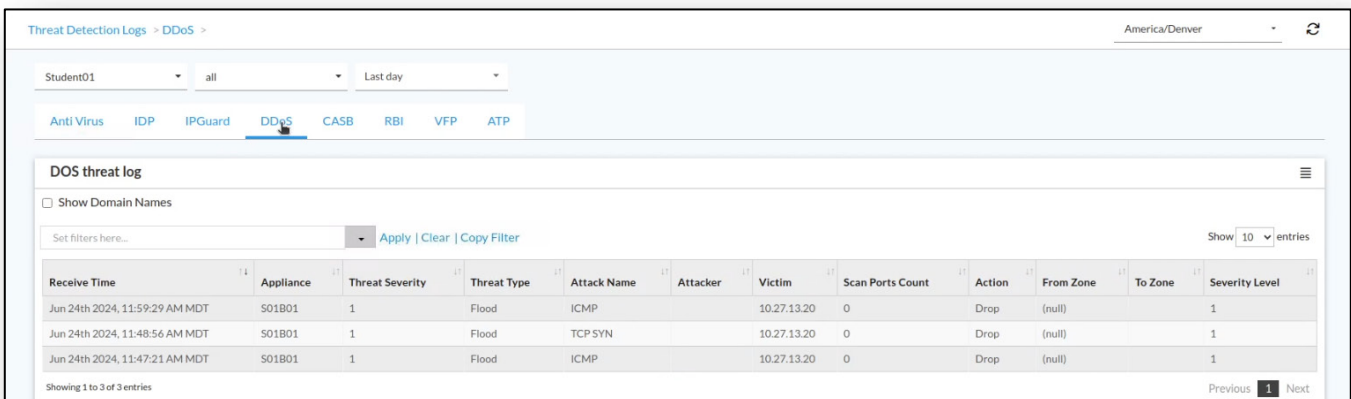 Threat Detection Logs > DDoS >
America/Denver
Student01 all Last day
Anti Virus IDP IPGuard DDoS CASB RBI VFP ATP
DOS threat log
Show Domain Names
Set filters here... Apply | Clear | Copy Filter
Show 10 entries
Receive Time Appliance Threat Severity Threat Type Attack Name Attacker Victim Scan Ports Count Action From Zone To Zone Severity Level
Jun 24th 2024, 11:59:29 AM MDT S01B01 1 Flood ICMP 10.27.13.20 0 Drop (null) 1
Jun 24th 2024, 11:48:56 AM MDT S01B01 1 Flood TCP SYN 10.27.13.20 0 Drop (null) 1
Jun 24th 2024, 11:47:21 AM MDT S01B01 1 Flood ICMP 10.27.13.20 0 Drop (null) 1
Showing 1 to 3 of 3 entries
Previous 1 Next